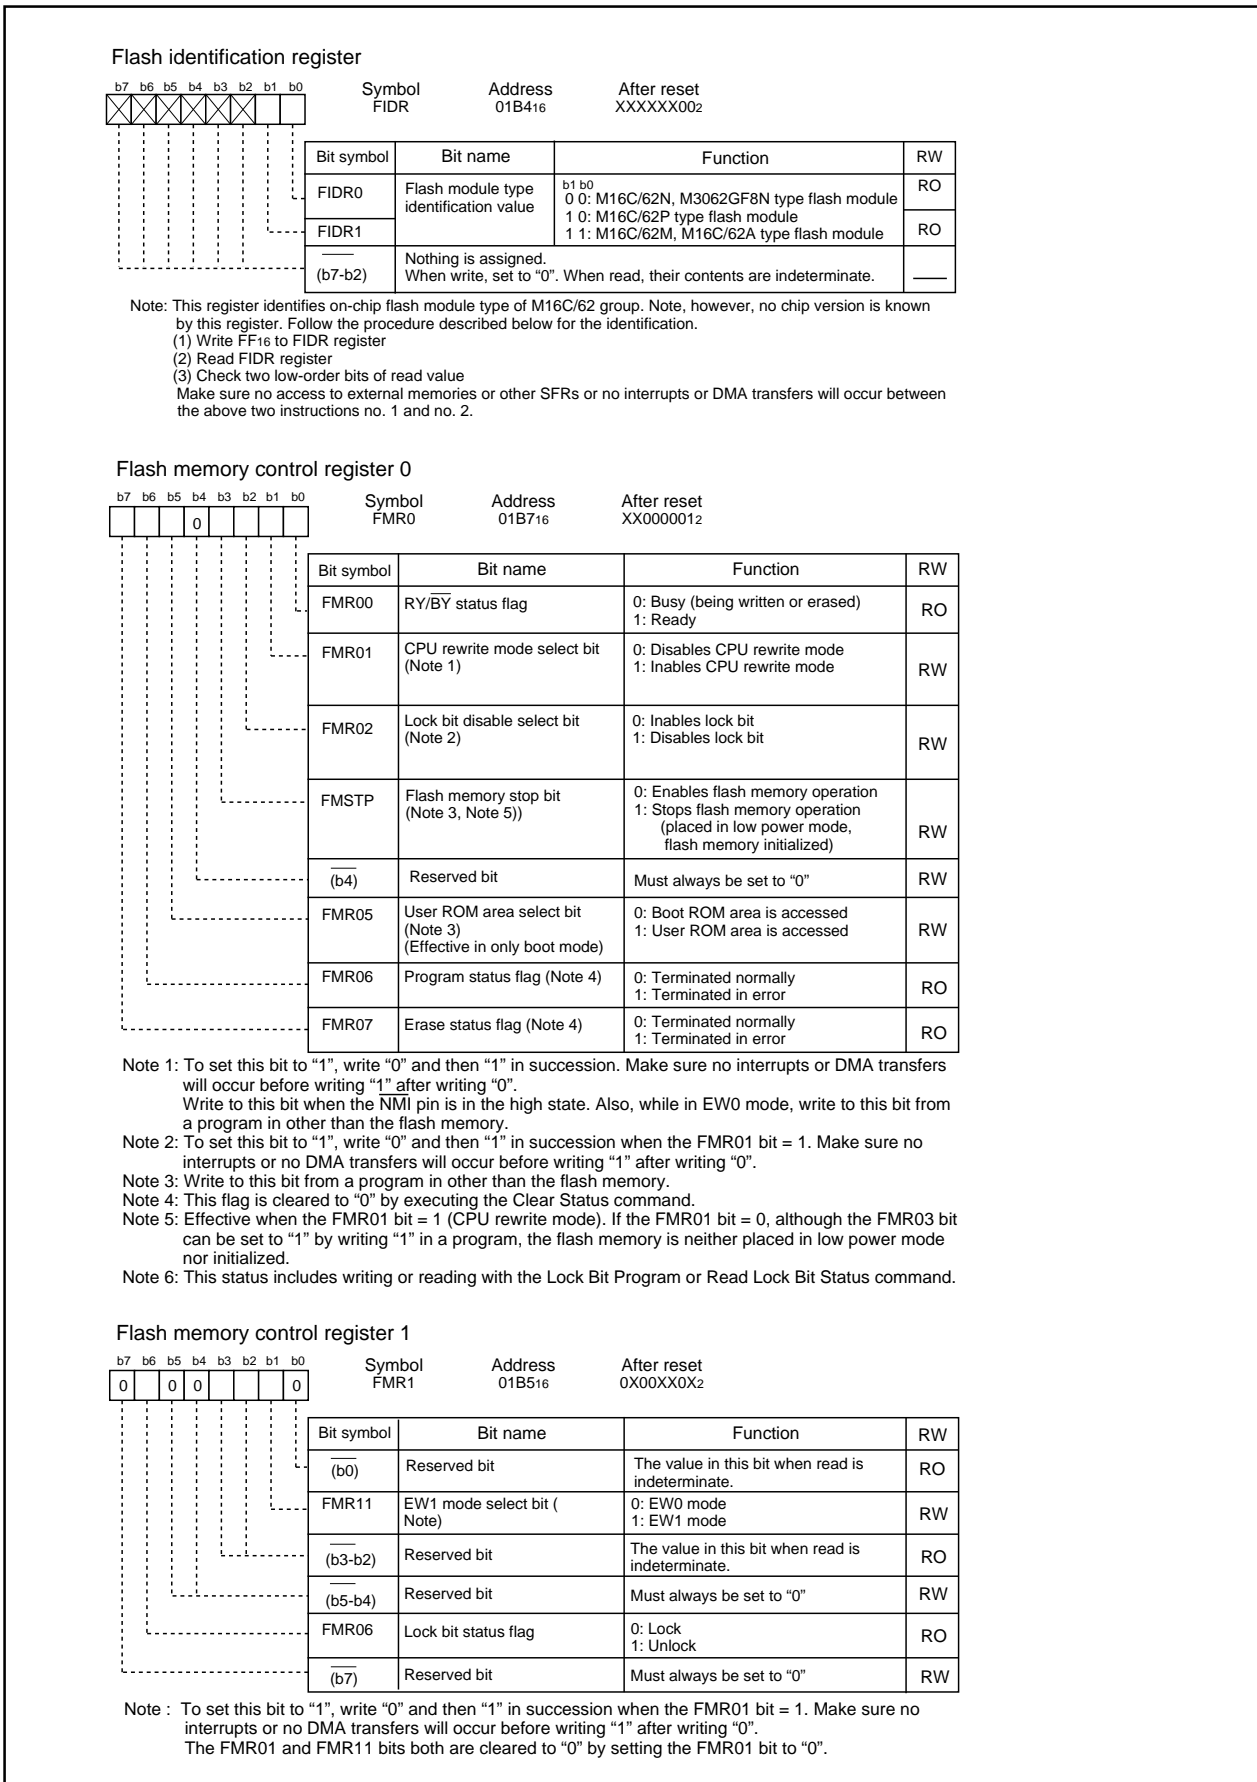 Flash identification register
b7 b6 b5 b4 b3 b2 b1 b0
Symbol Address After reset
FIDR 01B416 XXXXXX002
Bit symbol Bit name Function RW
FIDR0 Flash module type identification value b1 b0 RO
0 0: M16C/62N, M3062GF8N type flash module
1 0: M16C/62P type flash module
FIDR1 1 1: M16C/62M, M16C/62A type flash module RO
Nothing is assigned.
(b7-b2) When write, set to “0”. When read, their contents are indeterminate.
Note: This register identifies on-chip flash module type of M16C/62 group. Note, however, no chip version is known
by this register. Follow the procedure described below for the identification.
(1) Write FF16 to FIDR register
(2) Read FIDR register
(3) Check two low-order bits of read value
Make sure no access to external memories or other SFRs or no interrupts or DMA transfers will occur between
the above two instructions no. 1 and no. 2.
Flash memory control register 0
b7 b6 b5 b4 b3 b2 b1 b0
0
Symbol Address After reset
FMR0 01B716 XX0000012
Bit symbol Bit name Function RW
FMR00 RY/BY status flag 0: Busy (being written or erased) RO
1: Ready
FMR01 CPU rewrite mode select bit 0: Disables CPU rewrite mode
(Note 1) 1: Inables CPU rewrite mode RW
FMR02 Lock bit disable select bit 0: Inables lock bit
(Note 2) 1: Disables lock bit RW
FMSTP Flash memory stop bit 0: Enables flash memory operation
(Note 3, Note 5)) 1: Stops flash memory operation
(placed in low power mode, RW
flash memory initialized)
(b4) Reserved bit Must always be set to “0” RW
FMR05 User ROM area select bit 0: Boot ROM area is accessed
(Note 3) 1: User ROM area is accessed RW
(Effective in only boot mode)
FMR06 Program status flag (Note 4) 0: Terminated normally RO
1: Terminated in error
FMR07 Erase status flag (Note 4) 0: Terminated normally RO
1: Terminated in error
Note 1: To set this bit to “1”, write “0” and then “1” in succession. Make sure no interrupts or DMA transfers
will occur before writing “1” after writing “0”.
Write to this bit when the NMI pin is in the high state. Also, while in EW0 mode, write to this bit from
a program in other than the flash memory.
Note 2: To set this bit to “1”, write “0” and then “1” in succession when the FMR01 bit = 1. Make sure no
interrupts or no DMA transfers will occur before writing “1” after writing “0”.
Note 3: Write to this bit from a program in other than the flash memory.
Note 4: This flag is cleared to “0” by executing the Clear Status command.
Note 5: Effective when the FMR01 bit = 1 (CPU rewrite mode). If the FMR01 bit = 0, although the FMR03 bit
can be set to “1” by writing “1” in a program, the flash memory is neither placed in low power mode
nor initialized.
Note 6: This status includes writing or reading with the Lock Bit Program or Read Lock Bit Status command.
Flash memory control register 1
b7 b6 b5 b4 b3 b2 b1 b0
0 0 0 0
Symbol Address After reset
FMR1 01B516 0X00XX0X2
Bit symbol Bit name Function RW
(b0) Reserved bit The value in this bit when read is RO
indeterminate.
FMR11 EW1 mode select bit ( 0: EW0 mode RW
Note) 1: EW1 mode
(b3-b2) Reserved bit The value in this bit when read is RO
indeterminate.
(b5-b4) Reserved bit Must always be set to “0” RW
FMR06 Lock bit status flag 0: Lock RO
1: Unlock
(b7) Reserved bit Must always be set to “0” RW
Note : To set this bit to “1”, write “0” and then “1” in succession when the FMR01 bit = 1. Make sure no
interrupts or no DMA transfers will occur before writing “1” after writing “0”.
The FMR01 and FMR11 bits both are cleared to “0” by setting the FMR01 bit to “0”.